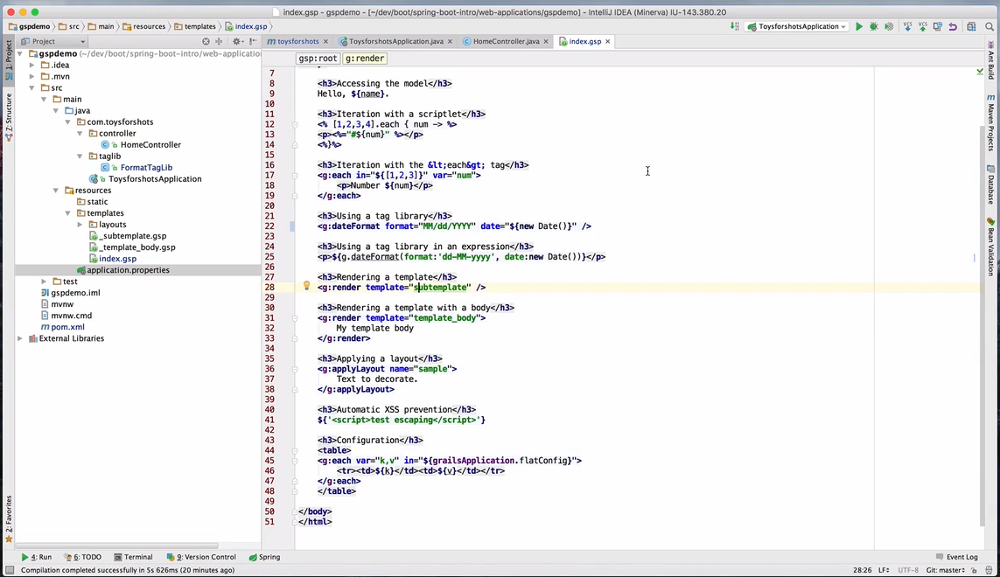 index.gsp - gspdemo - [~/dev/boot/spring-boot-intro/web-applications/gspdemo] - IntelliJ IDEA (Minerva) IU-143.380.20
gspdemo src main resources templates index.gsp
ToysforshotsApplication
VCS VCS
Project
toysforshots ToysforshotsApplication.java HomeController.java index.gsp
gsp:root g:render
1: Project
Z: Structure
2: Favorites
gspdemo (~/dev/boot/spring-boot-intro/web-application
.idea
.mvn
src
main
java
com.toysforshots
controller
HomeController
taglib
FormatTagLib
ToysforshotsApplication
resources
static
templates
layouts
_subtemplate.gsp
_template_body.gsp
index.gsp
application.properties
test
gspdemo.iml
mvnw
mvnw.cmd
pom.xml
External Libraries
7
8 <h3>Accessing the model</h3>
9 Hello, ${name}.
10
11 <h3>Iteration with a scriptlet</h3>
12 <% [1,2,3,4].each { num -> %>
13 <p><%="#${num}" %></p>
14 <%}%>
15
16 <h3>Iteration with the &lt;each&gt; tag</h3>
17 <g:each in="${[1,2,3]}" var="num">
18 <p>Number ${num}</p>
19 </g:each>
20
21 <h3>Using a tag library</h3>
22 <g:dateFormat format="MM/dd/YYYY" date="${new Date()}" />
23
24 <h3>Using a tag library in an expression</h3>
25 <p>${g.dateFormat(format:'dd-MM-yyyy', date:new Date())}</p>
26
27 <h3>Rendering a template</h3>
28 <g:render template="subtemplate" />
29
30 <h3>Rendering a template with a body</h3>
31 <g:render template="template_body">
32 My template body
33 </g:render>
34
35 <h3>Applying a layout</h3>
36 <g:applyLayout name="sample">
37 Text to decorate.
38 </g:applyLayout>
39
40 <h3>Automatic XSS prevention</h3>
41 ${'<script>test escaping</script>'}
42
43 <h3>Configuration</h3>
44 <table>
45 <g:each var="k,v" in="${grailsApplication.flatConfig}">
46 <tr><td>${k}</td><td>${v}</td></tr>
47 </g:each>
48 </table>
49
50 </body>
51 </html>
Ant Build
Maven Projects
Database
Bean Validation
4: Run 6: TODO Terminal 9: Version Control Spring Event Log
Compilation completed successfully in 5s 626ms (20 minutes ago) 28:26 LF UTF-8 Git: master